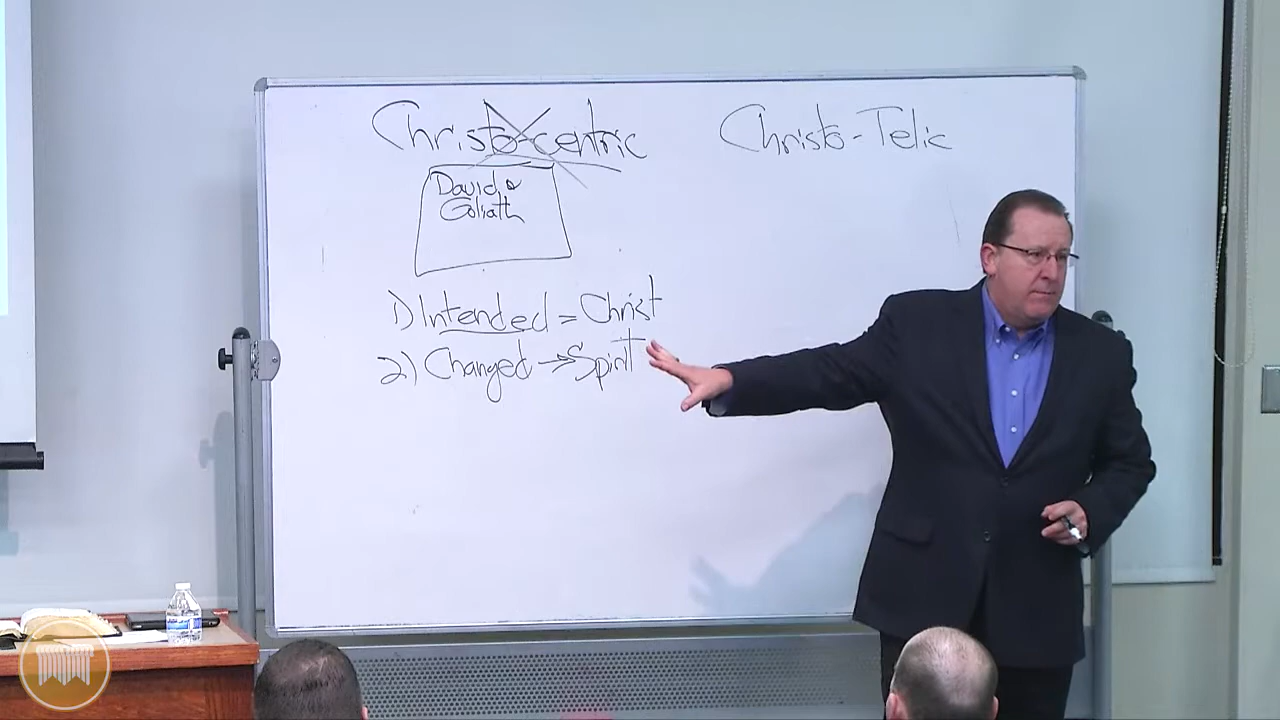 Christo-centric
Christo-Telic
David &
Goliath
1) Intended = Christ
2) Changed → Spirit